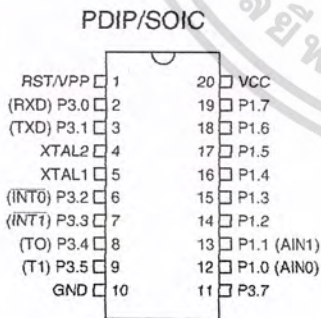 PDIP/SOIC
RST/VPP 1 20 VCC
(RXD) P3.0 2 19 P1.7
(TXD) P3.1 3 18 P1.6
XTAL2 4 17 P1.5
XTAL1 5 16 P1.4
(INT0) P3.2 6 15 P1.3
(INT1) P3.3 7 14 P1.2
(TO) P3.4 8 13 P1.1 (AIN1)
(T1) P3.5 9 12 P1.0 (AIN0)
GND 10 11 P3.7